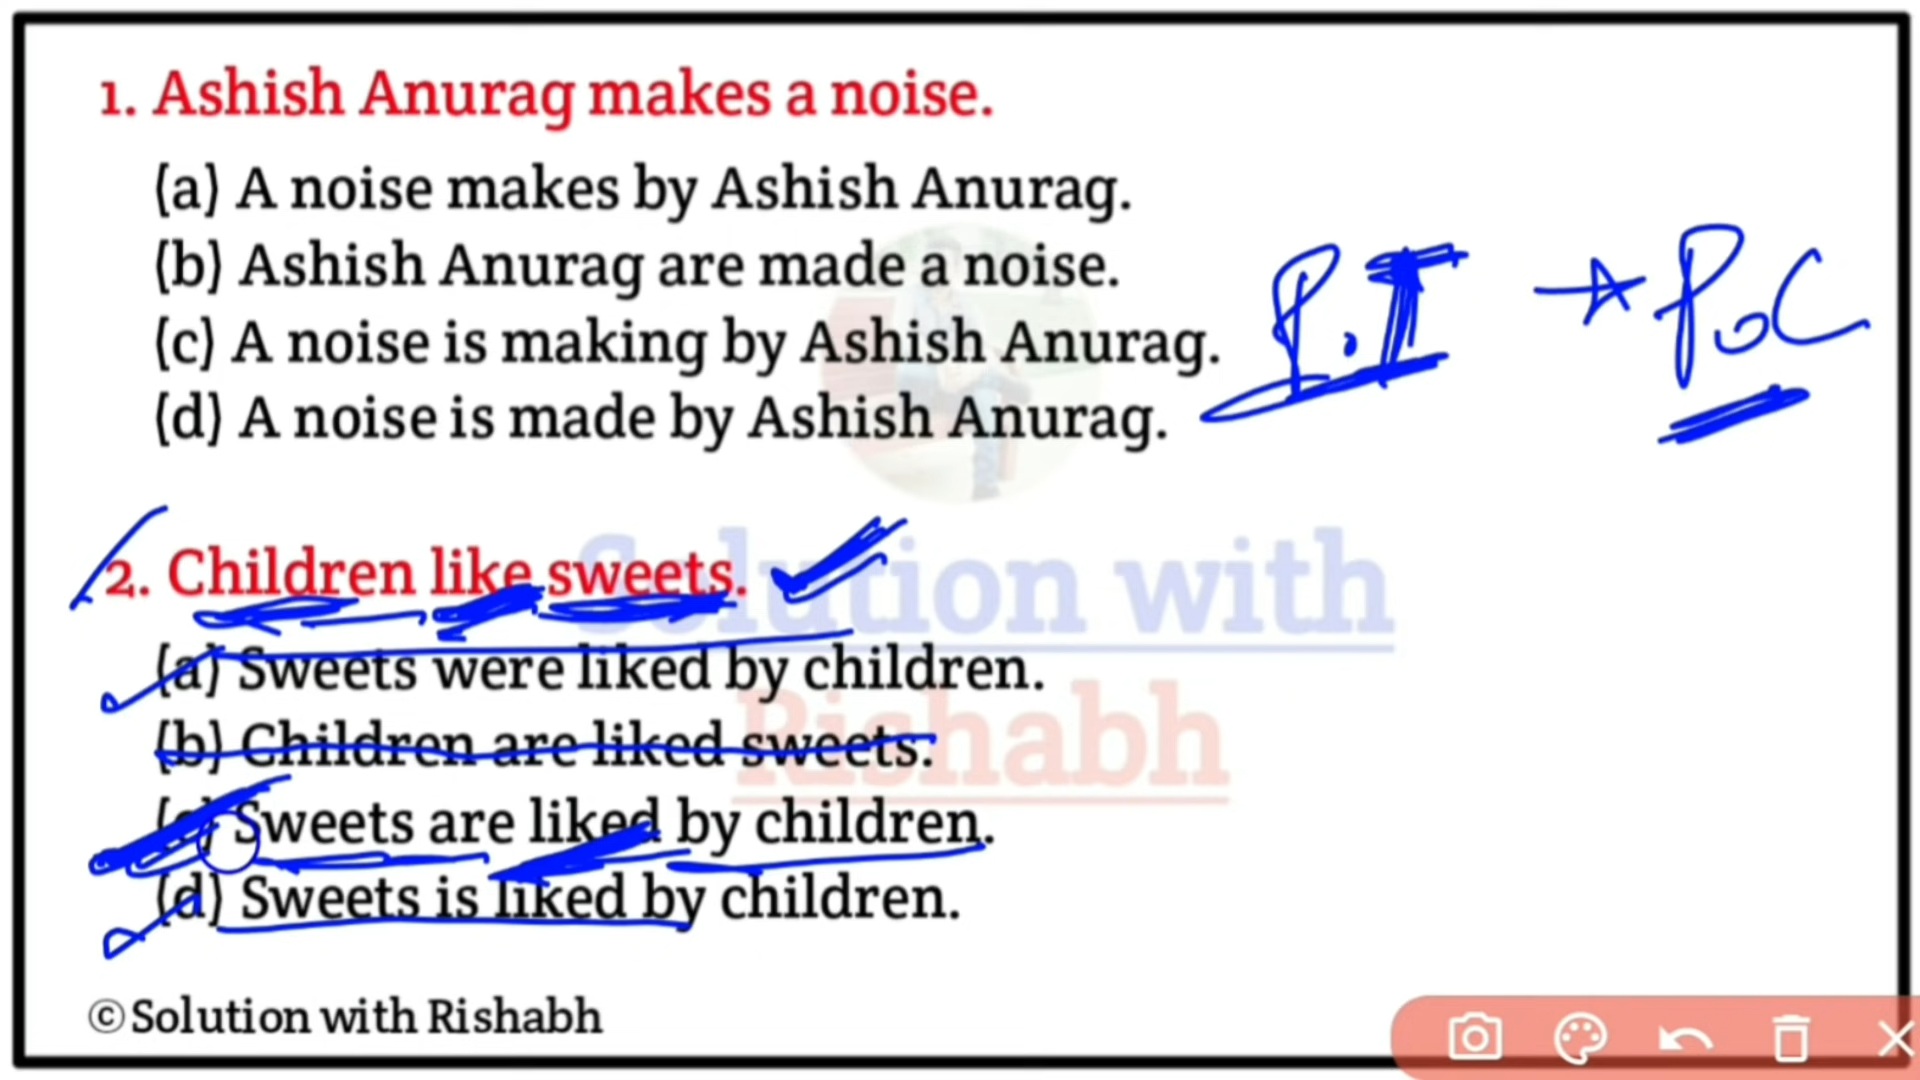 1. Ashish Anurag makes a noise.
(a) A noise makes by Ashish Anurag.
(b) Ashish Anurag are made a noise.
(c) A noise is making by Ashish Anurag.
(d) A noise is made by Ashish Anurag.
P.I → P.C
2. Children like sweets.
Solution with
Rishabh
(a) Sweets were liked by children.
(b) Children are liked sweets.
(c) Sweets are liked by children.
(d) Sweets is liked by children.
©Solution with Rishabh